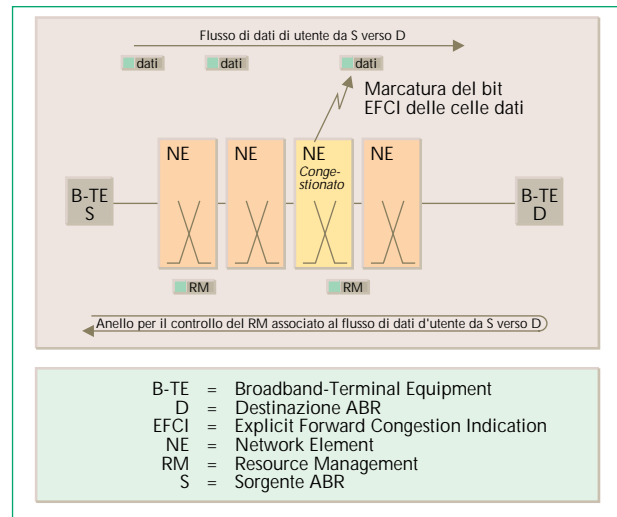 Flusso di dati di utente da S verso D
dati dati dati
Marcatura del bit
EFCI delle celle dati
NE NE NE NE
Conge-
stionato
B-TE
S
B-TE
D
RM RM
Anello per il controllo del RM associato al flusso di dati d'utente da S verso D
B-TE = Broadband-Terminal Equipment
D = Destinazione ABR
EFCI = Explicit Forward Congestion Indication
NE = Network Element
RM = Resource Management
S = Sorgente ABR